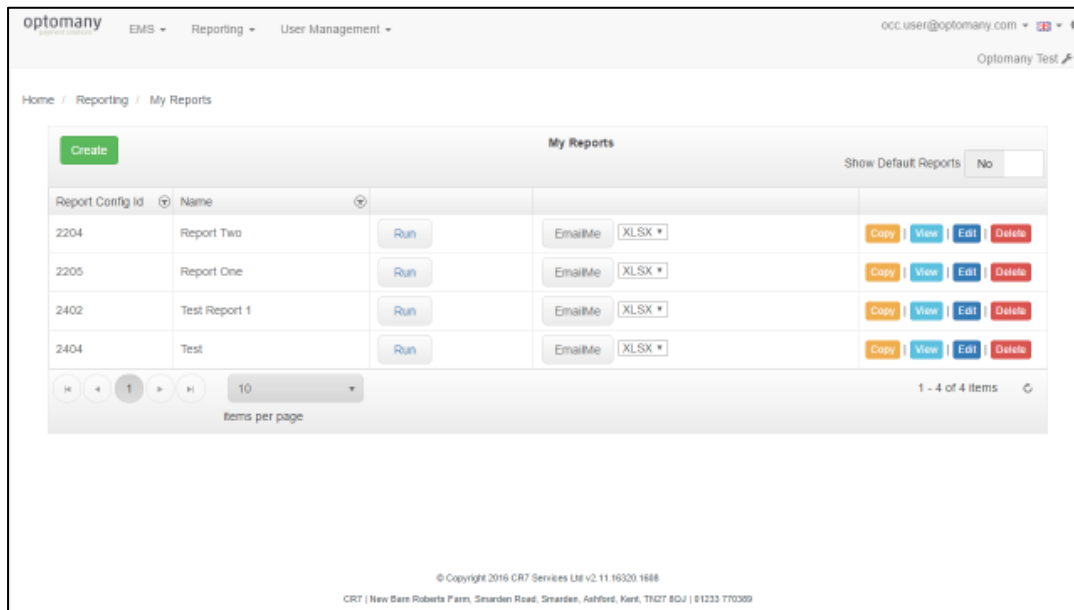 optomany
EMS Reporting User Management
occ.user@optomany.com
Optomany Test
Home / Reporting / My Reports
Create
My Reports
Show Default Reports No
Report Config Id Name
2204 Report Two Run EmailMe XLSX Copy | View | Edit | Delete
2205 Report One Run EmailMe XLSX Copy | View | Edit | Delete
2402 Test Report 1 Run EmailMe XLSX Copy | View | Edit | Delete
2404 Test Run EmailMe XLSX Copy | View | Edit | Delete
1 10 1 - 4 of 4 items
items per page
© Copyright 2016 CR7 Services Ltd v2.11.16320.1608
CR7 | New Barn Roberts Farm, Smarden Road, Smarden, Ashford, Kent, TN27 8QJ | 01233 770389